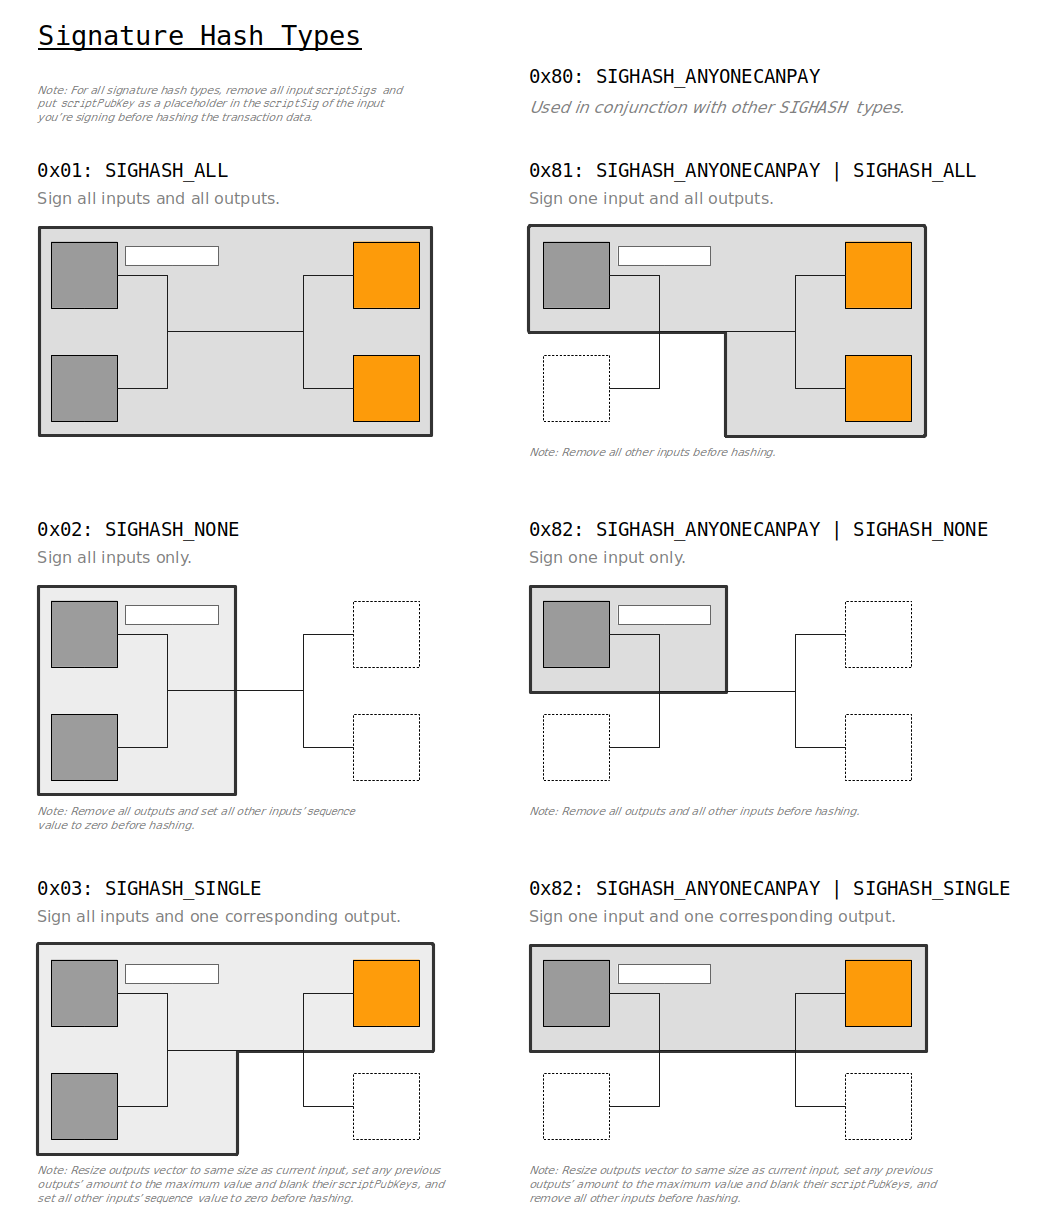 Signature Hash Types
Note: For all signature hash types, remove all input scriptSigs and
put scriptPubKey as a placeholder in the scriptSig of the input
you're signing before hashing the transaction data.
0x80: SIGHASH_ANYONECANPAY
Used in conjunction with other SIGHASH types.
0x01: SIGHASH_ALL
Sign all inputs and all outputs.
0x81: SIGHASH_ANYONECANPAY | SIGHASH_ALL
Sign one input and all outputs.
Note: Remove all other inputs before hashing.
0x02: SIGHASH_NONE
Sign all inputs only.
Note: Remove all outputs and set all other inputs' sequence
value to zero before hashing.
0x82: SIGHASH_ANYONECANPAY | SIGHASH_NONE
Sign one input only.
Note: Remove all outputs and all other inputs before hashing.
0x03: SIGHASH_SINGLE
Sign all inputs and one corresponding output.
Note: Resize outputs vector to same size as current input, set any previous
outputs' amount to the maximum value and blank their scriptPubKeys, and
set all other inputs' sequence value to zero before hashing.
0x82: SIGHASH_ANYONECANPAY | SIGHASH_SINGLE
Sign one input and one corresponding output.
Note: Resize outputs vector to same size as current input, set any previous
outputs' amount to the maximum value and blank their scriptPubKeys, and
remove all other inputs before hashing.